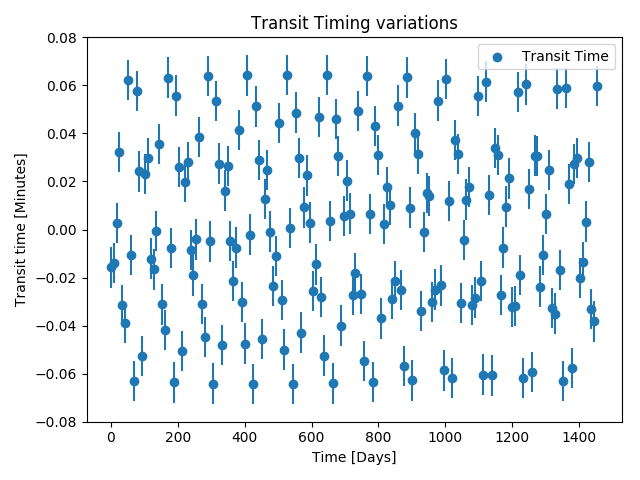 Transit Timing variations
Transit Time
0.08
0.06
0.04
0.02
0.00
−0.02
−0.04
−0.06
−0.08
Transit time [Minutes]
0 200 400 600 800 1000 1200 1400
Time [Days]